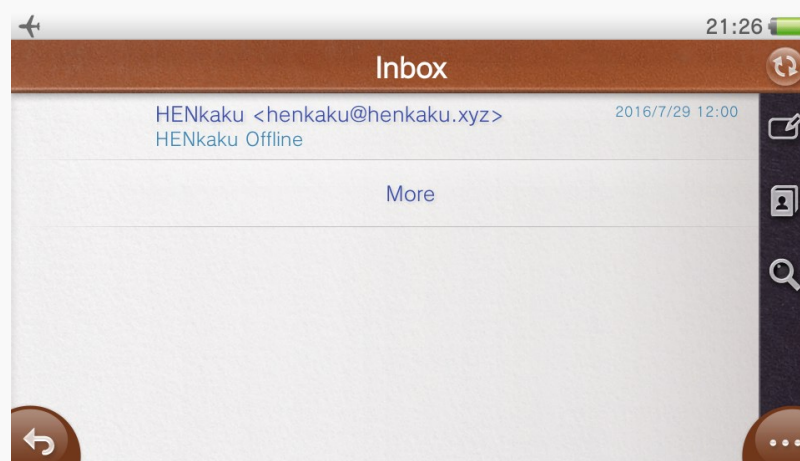 21:26
Inbox
HENkaku <henkaku@henkaku.xyz> 2016/7/29 12:00
HENkaku Offline
More